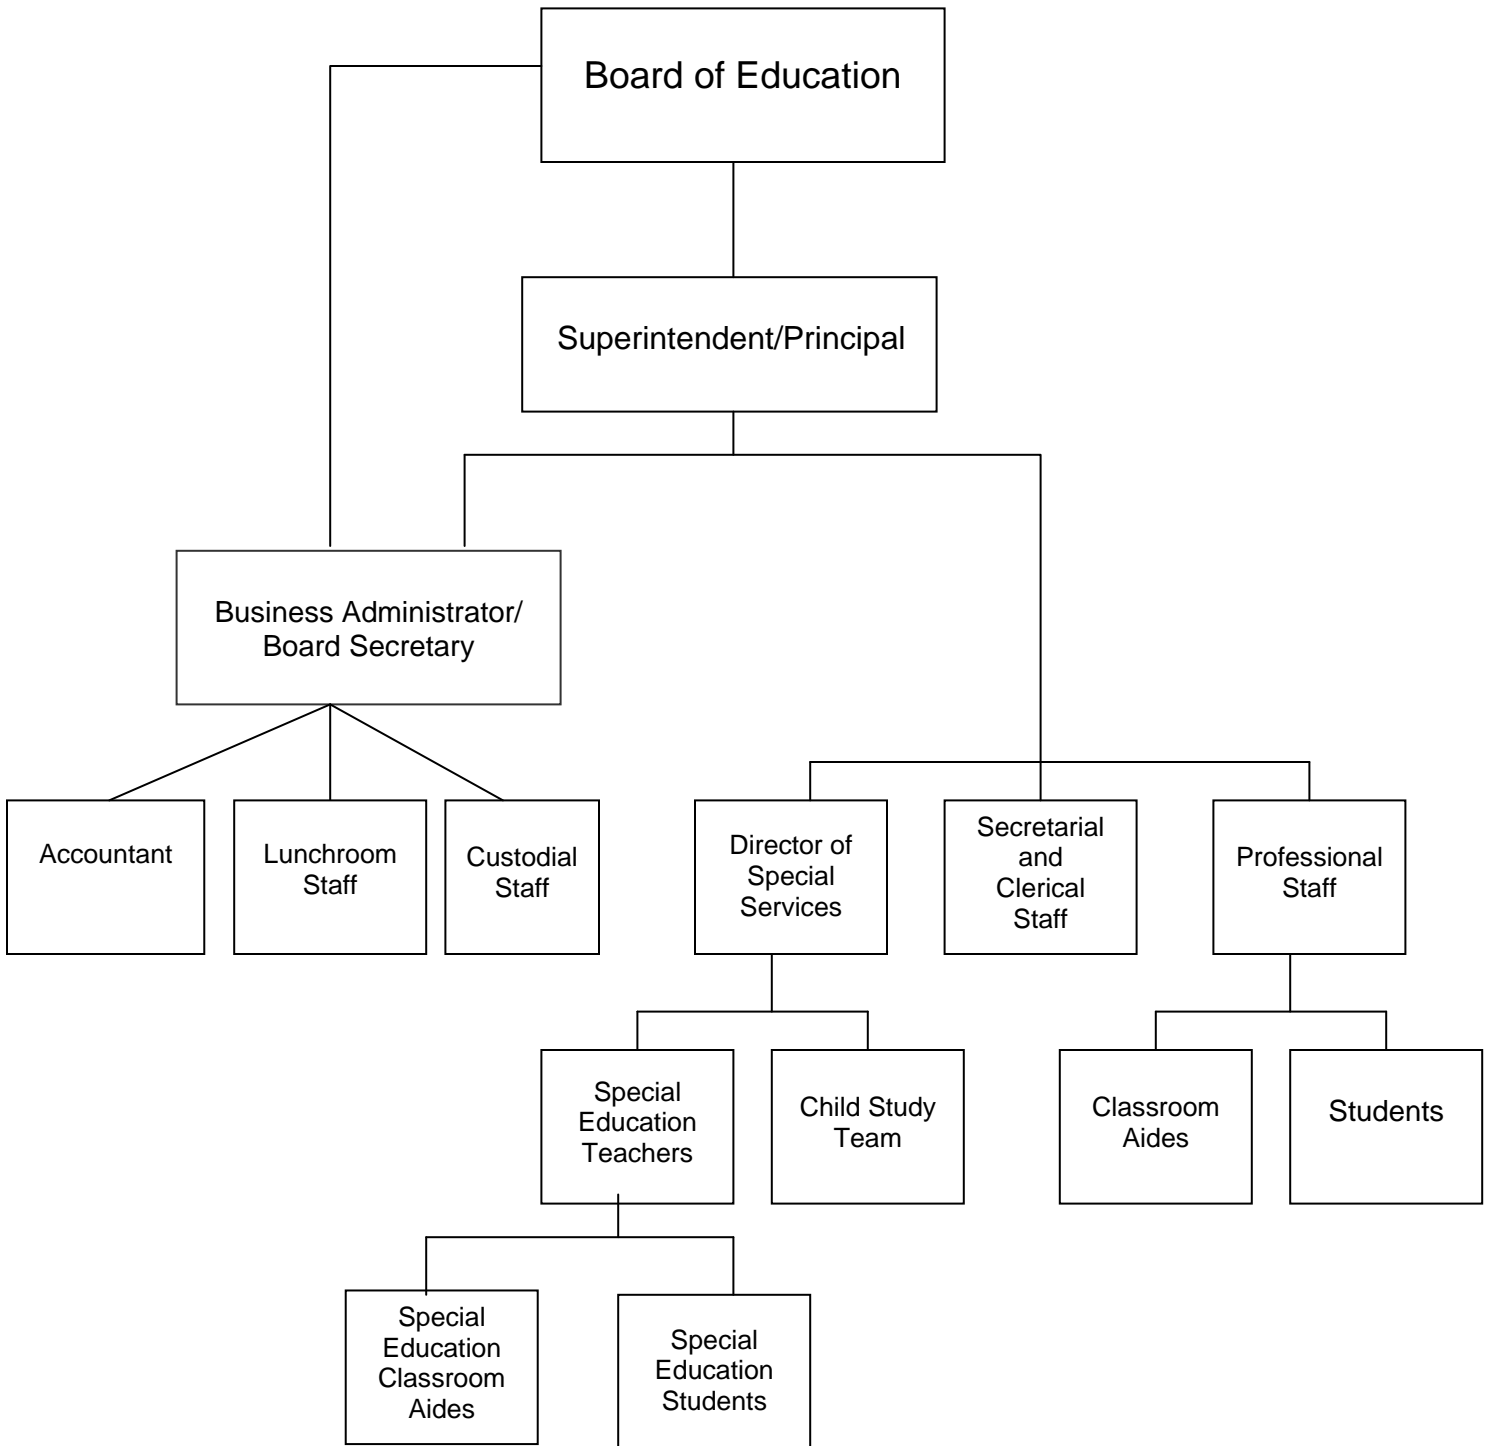 Board of Education
Superintendent/Principal
Business Administrator/
Board Secretary
Accountant
Lunchroom
Staff
Custodial
Staff
Director of
Special
Services
Secretarial
and
Clerical
Staff
Professional
Staff
Special
Education
Teachers
Child Study
Team
Classroom
Aides
Students
Special
Education
Classroom
Aides
Special
Education
Students